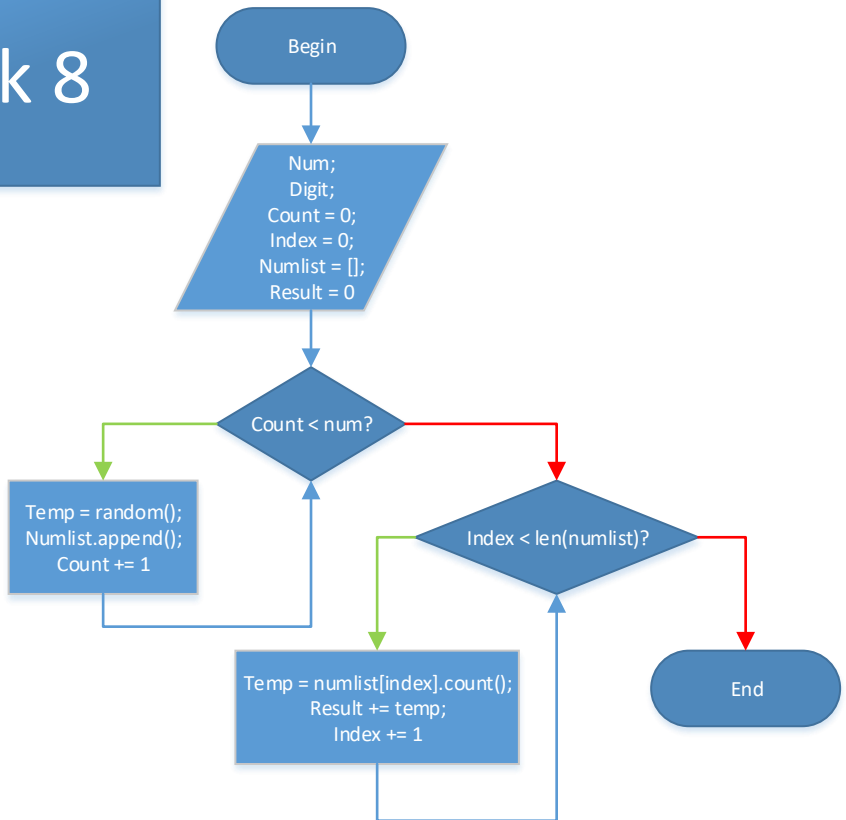 k 8
Begin
Num;
Digit;
Count = 0;
Index = 0;
Numlist = [];
Result = 0
Count < num?
Temp = random();
Numlist.append();
Count += 1
Index < len(numlist)?
Temp = numlist[index].count();
Result += temp;
Index += 1
End